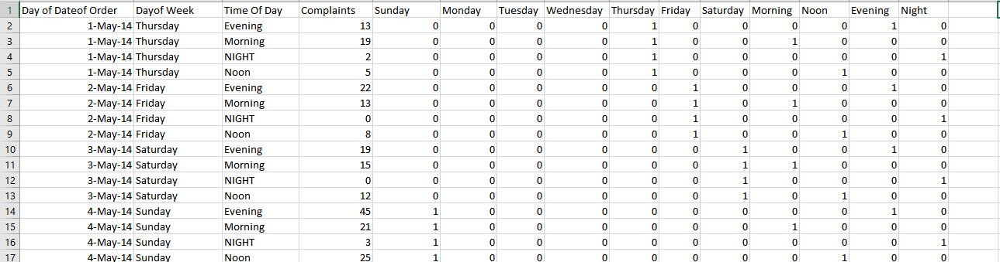 1 Day of Dateof Order Dayof Week Time Of Day Complaints Sunday Monday Tuesday Wednesday Thursday Friday Saturday Morning Noon Evening Night
2 1-May-14 Thursday Evening 13 0 0 0 0 1 0 0 0 0 1 0
3 1-May-14 Thursday Morning 19 0 0 0 0 1 0 0 1 0 0 0
4 1-May-14 Thursday NIGHT 2 0 0 0 0 1 0 0 0 0 0 1
5 1-May-14 Thursday Noon 5 0 0 0 0 1 0 0 0 1 0 0
6 2-May-14 Friday Evening 22 0 0 0 0 0 1 0 0 0 1 0
7 2-May-14 Friday Morning 13 0 0 0 0 0 1 0 1 0 0 0
8 2-May-14 Friday NIGHT 0 0 0 0 0 0 1 0 0 0 0 1
9 2-May-14 Friday Noon 8 0 0 0 0 0 1 0 0 1 0 0
10 3-May-14 Saturday Evening 19 0 0 0 0 0 0 1 0 0 1 0
11 3-May-14 Saturday Morning 15 0 0 0 0 0 0 1 1 0 0 0
12 3-May-14 Saturday NIGHT 0 0 0 0 0 0 0 1 0 0 0 1
13 3-May-14 Saturday Noon 12 0 0 0 0 0 0 1 0 1 0 0
14 4-May-14 Sunday Evening 45 1 0 0 0 0 0 0 0 0 1 0
15 4-May-14 Sunday Morning 21 1 0 0 0 0 0 0 1 0 0 0
16 4-May-14 Sunday NIGHT 3 1 0 0 0 0 0 0 0 0 0 1
17 4-May-14 Sunday Noon 25 1 0 0 0 0 0 0 0 1 0 0